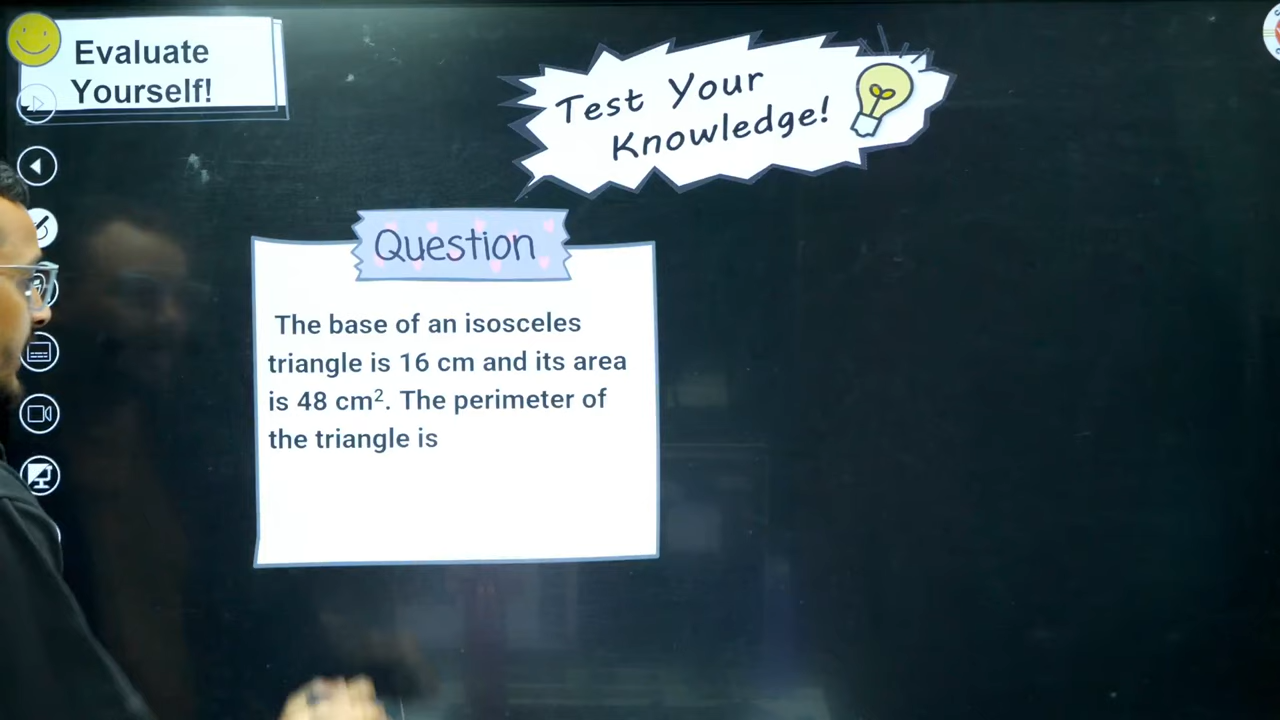 Evaluate
Yourself!
Test Your
Knowledge!
Question
The base of an isosceles
triangle is 16 cm and its area
is 48 cm². The perimeter of
the triangle is